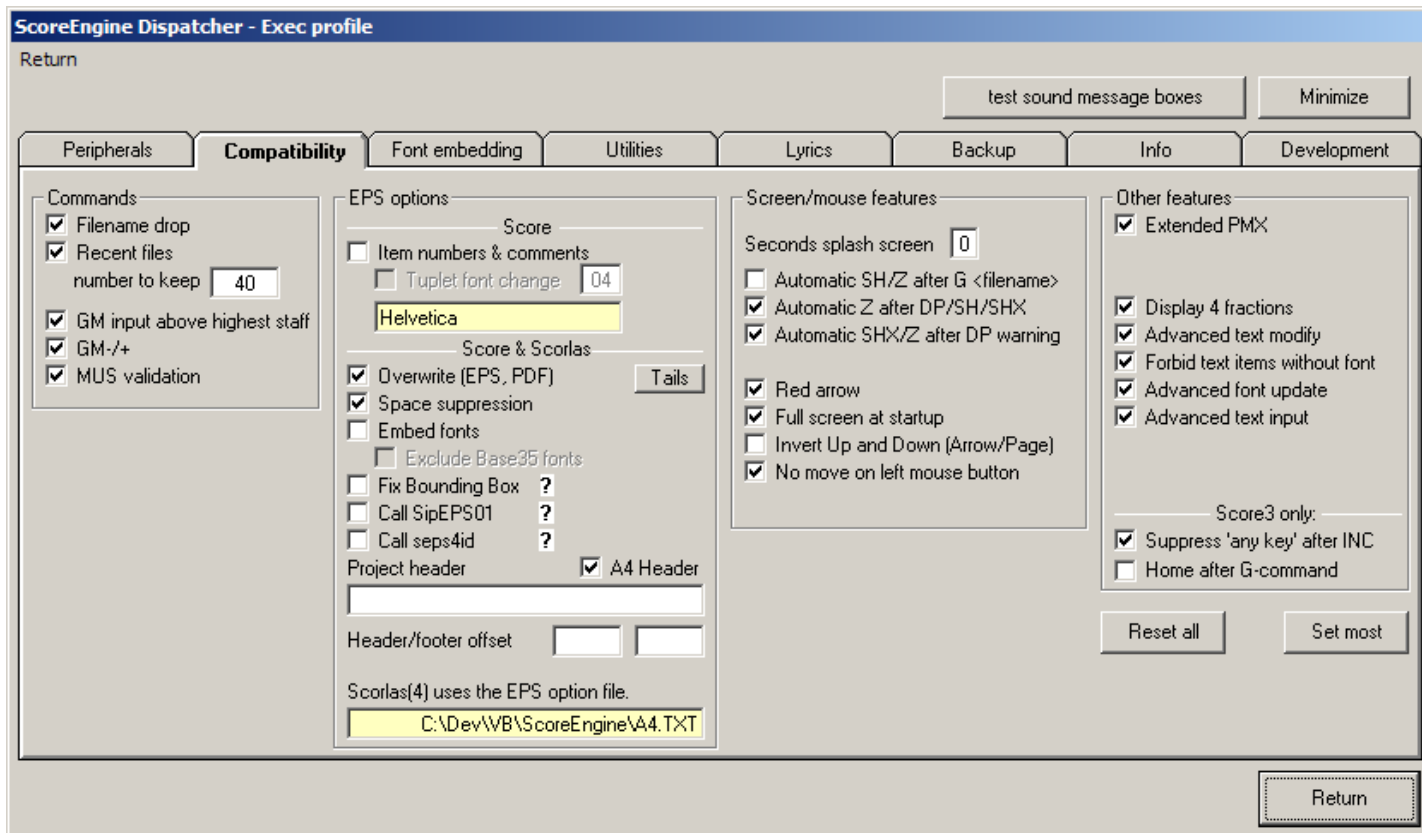 ScoreEngine Dispatcher - Exec profile
Return
test sound message boxes
Minimize
Peripherals
Compatibility
Font embedding
Utilities
Lyrics
Backup
Info
Development
Commands
Filename drop
Recent files
number to keep 40
GM input above highest staff
GM-/+
MUS validation
EPS options
Score
Item numbers & comments
Tuplet font change 04
Helvetica
Score & Scorlas
Overwrite (EPS, PDF) Tails
Space suppression
Embed fonts
Exclude Base35 fonts
Fix Bounding Box ?
Call SipEPS01 ?
Call seps4id ?
Project header A4 Header
Header/footer offset
Scorlas(4) uses the EPS option file.
C:\Dev\VB\ScoreEngine\A4.TXT
Screen/mouse features
Seconds splash screen 0
Automatic SH/Z after G <filename>
Automatic Z after DP/SH/SHX
Automatic SHX/Z after DP warning
Red arrow
Full screen at startup
Invert Up and Down (Arrow/Page)
No move on left mouse button
Other features
Extended PMX
Display 4 fractions
Advanced text modify
Forbid text items without font
Advanced font update
Advanced text input
Score3 only:
Suppress 'any key' after INC
Home after G-command
Reset all
Set most
Return